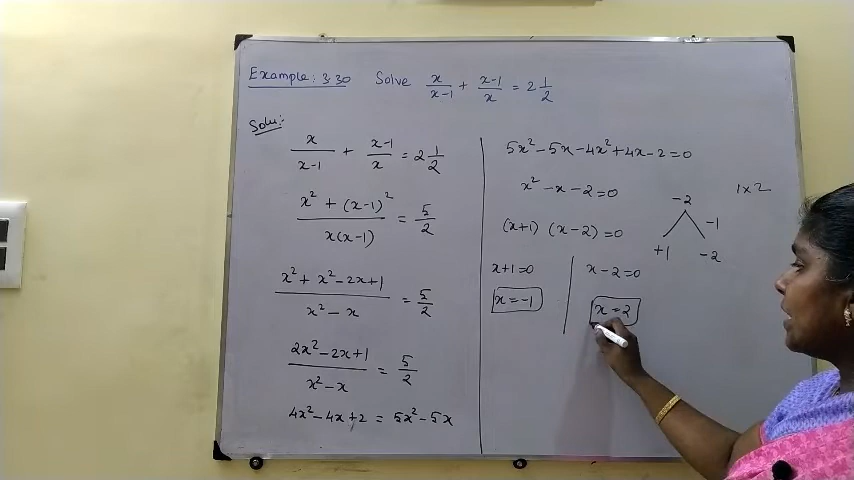 Example: 3.30 Solve x/(x-1) + (x-1)/x = 2 1/2
Solu:-
x/(x-1) + (x-1)/x = 2 1/2
(x² + (x-1)²)/(x(x-1)) = 5/2
(x² + x² - 2x + 1)/(x² - x) = 5/2
(2x² - 2x + 1)/(x² - x) = 5/2
4x² - 4x + 2 = 5x² - 5x
5x² - 5x - 4x² + 4x - 2 = 0
x² - x - 2 = 0
(x+1) (x-2) = 0
x+1 = 0
x = -1
x - 2 = 0
x = 2
-2
-1
+1 -2
1 x 2